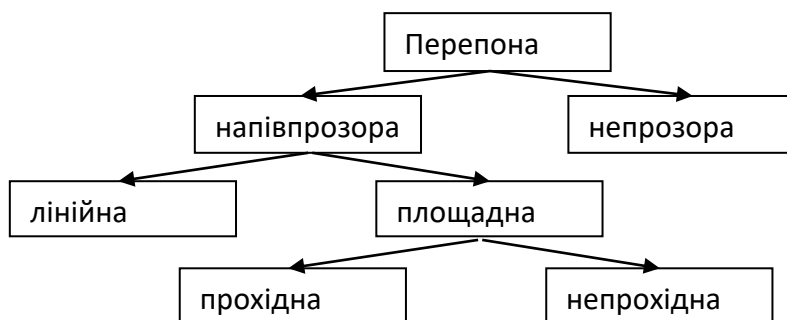 Перепона
напівпрозора
непрозора
лінійна
площадна
прохідна
непрохідна